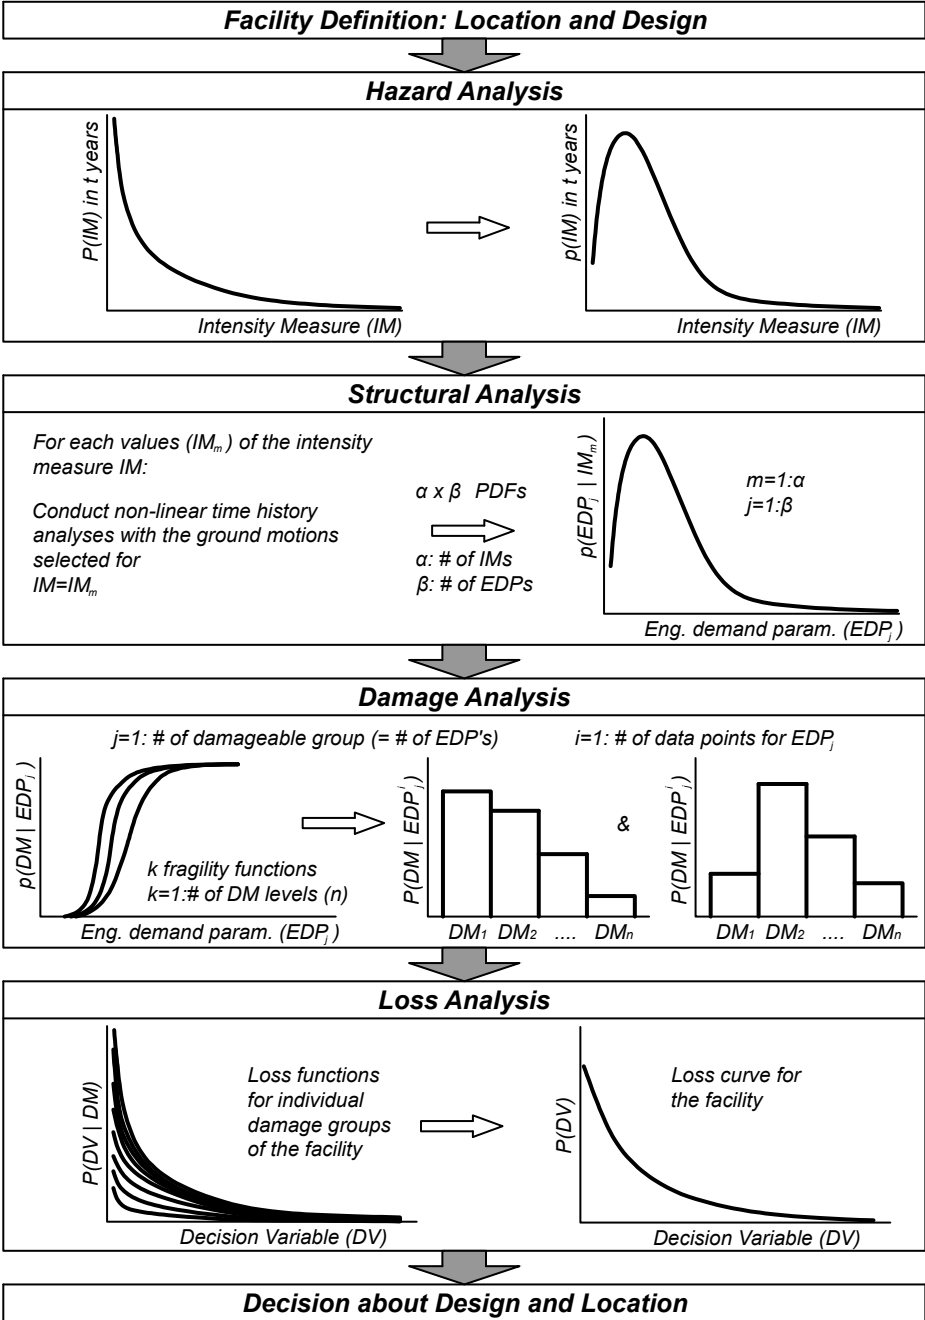 Facility Definition: Location and Design
Hazard Analysis
P(IM) in t years
Intensity Measure (IM)
p(IM) in t years
Intensity Measure (IM)
Structural Analysis
For each values (IMm) of the intensity
measure IM:
Conduct non-linear time history
analyses with the ground motions
selected for
IM=IMm
α x β PDFs
α: # of IMs
β: # of EDPs
p(EDPj | IMm)
m=1:α
j=1:β
Eng. demand param. (EDPj)
Damage Analysis
j=1: # of damageable group (= # of EDP's)
i=1: # of data points for EDPj
p(DM | EDPj)
k fragility functions
k=1:# of DM levels (n)
Eng. demand param. (EDPj)
P(DM | EDPji)
DM1 DM2 .... DMn
&
P(DM | EDPji)
DM1 DM2 .... DMn
Loss Analysis
P(DV | DM)
Loss functions
for individual
damage groups
of the facility
Decision Variable (DV)
P(DV)
Loss curve for
the facility
Decision Variable (DV)
Decision about Design and Location